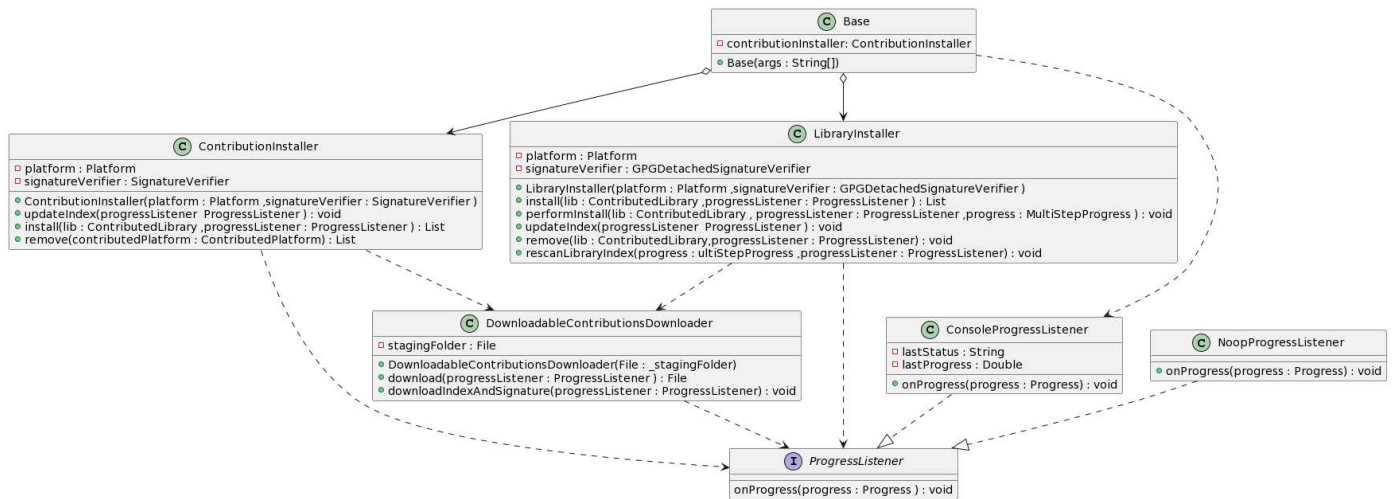 C Base
contributionInstaller: ContributionInstaller
Base(args : String[])
C ContributionInstaller
platform : Platform
signatureVerifier : SignatureVerifier
ContributionInstaller(platform : Platform ,signatureVerifier : SignatureVerifier )
updateIndex(progressListener ProgressListener ) : void
install(lib : ContributedLibrary ,progressListener : ProgressListener ) : List
remove(contributedPlatform : ContributedPlatform) : List
C LibraryInstaller
platform : Platform
signatureVerifier : GPGDetachedSignatureVerifier
LibraryInstaller(platform : Platform ,signatureVerifier : GPGDetachedSignatureVerifier )
install(lib : ContributedLibrary ,progressListener : ProgressListener ) : List
performInstall(lib : ContributedLibrary , progressListener : ProgressListener ,progress : MultiStepProgress ) : void
updateIndex(progressListener ProgressListener ) : void
remove(lib : ContributedLibrary,progressListener : ProgressListener) : void
rescanLibraryIndex(progress : ultiStepProgress ,progressListener : ProgressListener) : void
C DownloadableContributionsDownloader
stagingFolder : File
DownloadableContributionsDownloader(File : _stagingFolder)
download(progressListener : ProgressListener ) : File
downloadIndexAndSignature(progressListener : ProgressListener) : void
C ConsoleProgressListener
lastStatus : String
lastProgress : Double
onProgress(progress : Progress) : void
C NoopProgressListener
onProgress(progress : Progress) : void
I ProgressListener
onProgress(progress : Progress ) : void